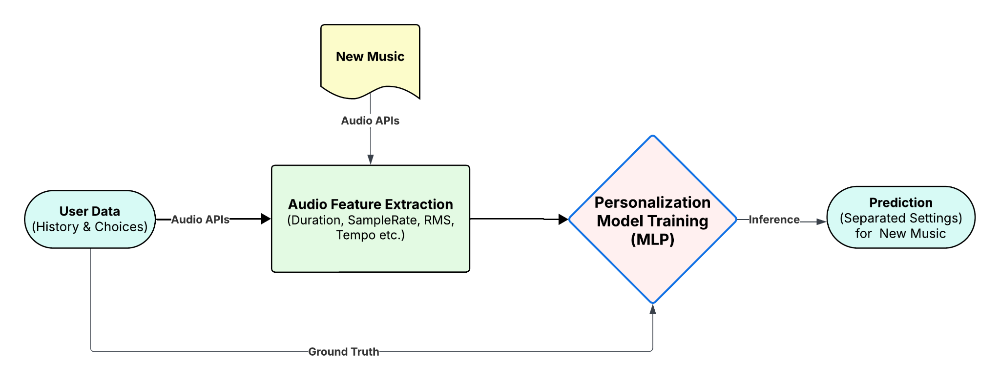 New Music
Audio APIs
User Data
(History & Choices)
Audio APIs
Audio Feature Extraction
(Duration, SampleRate, RMS,
Tempo etc.)
Personalization
Model Training
(MLP)
Inference
Prediction
(Separated Settings)
for  New Music
Ground Truth